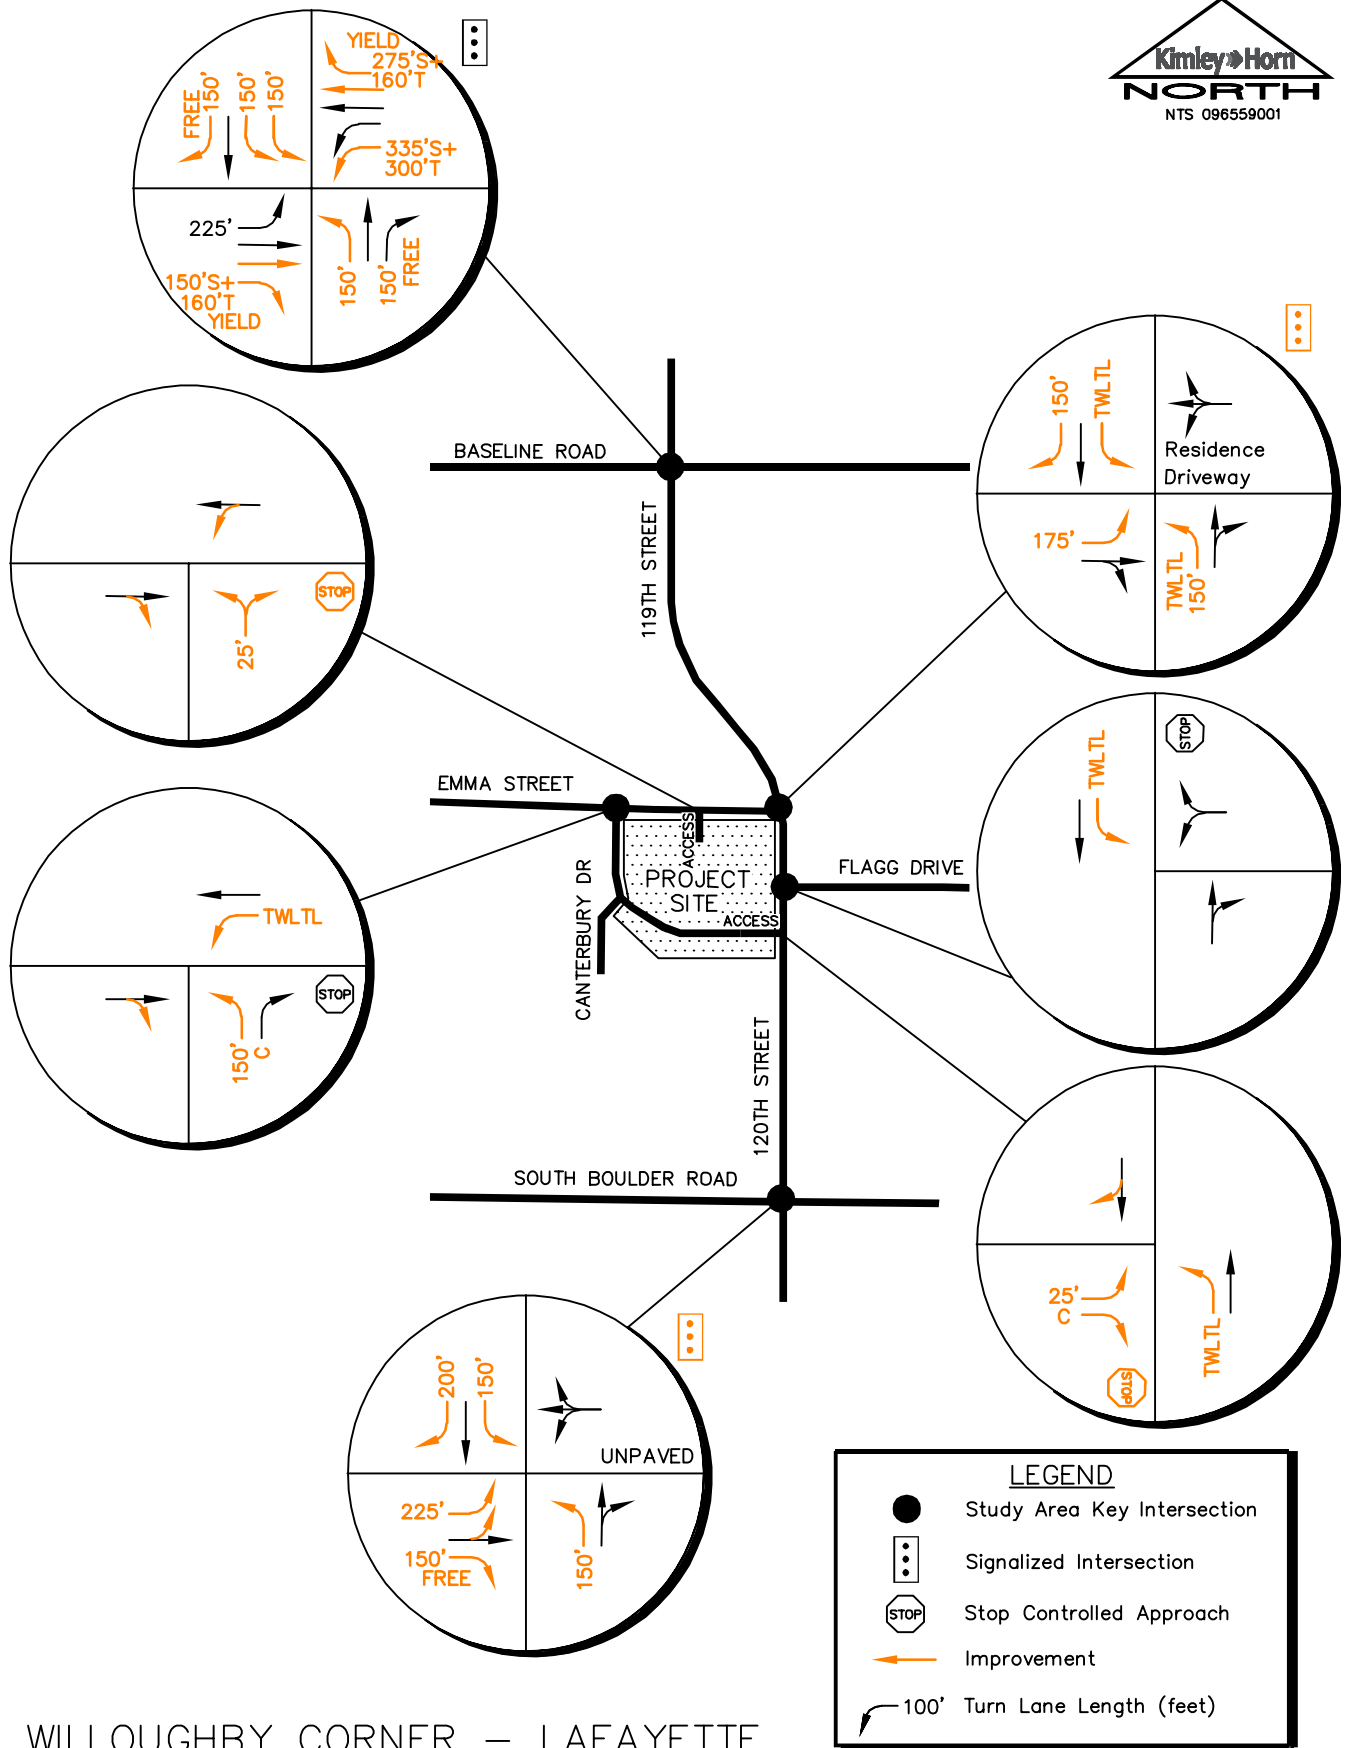 Kimley»Horn
NORTH
NTS 096559001
YIELD
275'S+
160'T
FREE
150'
150'
150'
335'S+
300'T
225'
150'S+
160'T
YIELD
150'
150'
FREE
150'
TWLTL
Residence
Driveway
175'
TWLTL
150'
BASELINE ROAD
119TH STREET
STOP
25'
TWLTL
STOP
EMMA STREET
ACCESS
PROJECT
SITE
ACCESS
FLAGG DRIVE
CANTERBURY DR
TWLTL
STOP
150'
C
120TH STREET
SOUTH BOULDER ROAD
25'
C
TWLTL
STOP
200'
150'
UNPAVED
225'
150'
FREE
150'
LEGEND
Study Area Key Intersection
Signalized Intersection
STOP Stop Controlled Approach
Improvement
100' Turn Lane Length (feet)
WILLOUGHBY CORNER – LAFAYETTE